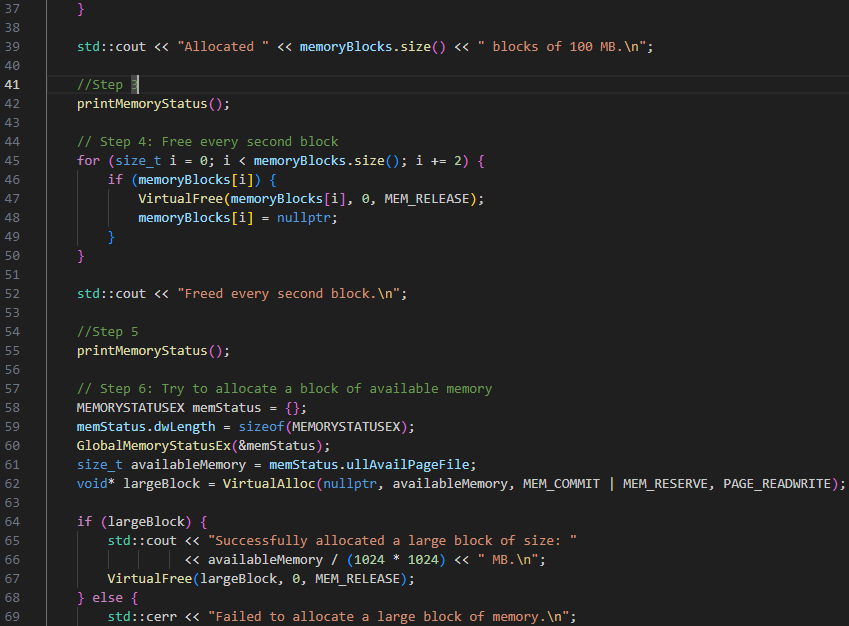 37 }
38
39 std::cout << "Allocated " << memoryBlocks.size() << " blocks of 100 MB.\n";
40
41 //Step 3
42 printMemoryStatus();
43
44 // Step 4: Free every second block
45 for (size_t i = 0; i < memoryBlocks.size(); i += 2) {
46 if (memoryBlocks[i]) {
47 VirtualFree(memoryBlocks[i], 0, MEM_RELEASE);
48 memoryBlocks[i] = nullptr;
49 }
50 }
51
52 std::cout << "Freed every second block.\n";
53
54 //Step 5
55 printMemoryStatus();
56
57 // Step 6: Try to allocate a block of available memory
58 MEMORYSTATUSEX memStatus = {};
59 memStatus.dwLength = sizeof(MEMORYSTATUSEX);
60 GlobalMemoryStatusEx(&memStatus);
61 size_t availableMemory = memStatus.ullAvailPageFile;
62 void* largeBlock = VirtualAlloc(nullptr, availableMemory, MEM_COMMIT | MEM_RESERVE, PAGE_READWRITE);
63
64 if (largeBlock) {
65 std::cout << "Successfully allocated a large block of size: "
66 << availableMemory / (1024 * 1024) << " MB.\n";
67 VirtualFree(largeBlock, 0, MEM_RELEASE);
68 } else {
69 std::cerr << "Failed to allocate a large block of memory.\n";